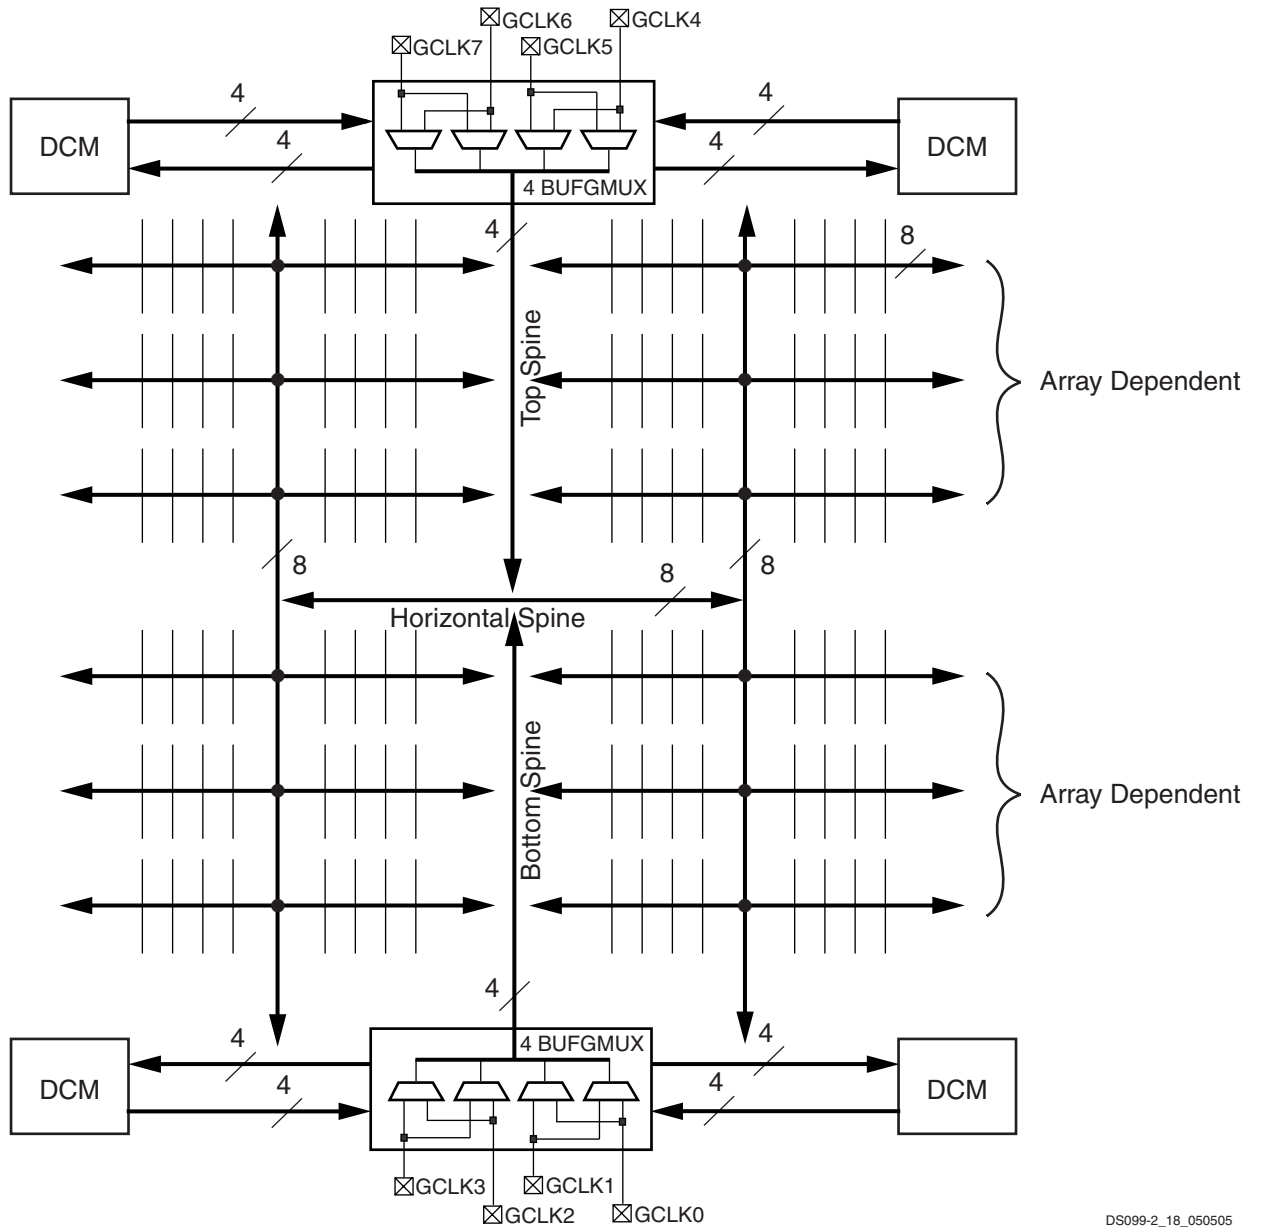 GCLK6
GCLK4
GCLK7
GCLK5
4
4
DCM
DCM
4
4
4 BUFGMUX
4
8
Top Spine
Array Dependent
8
8
8
Horizontal Spine
Bottom Spine
Array Dependent
4
4
4 BUFGMUX
4
DCM
DCM
4
4
GCLK3
GCLK1
GCLK2
GCLK0
DS099-2_18_050505